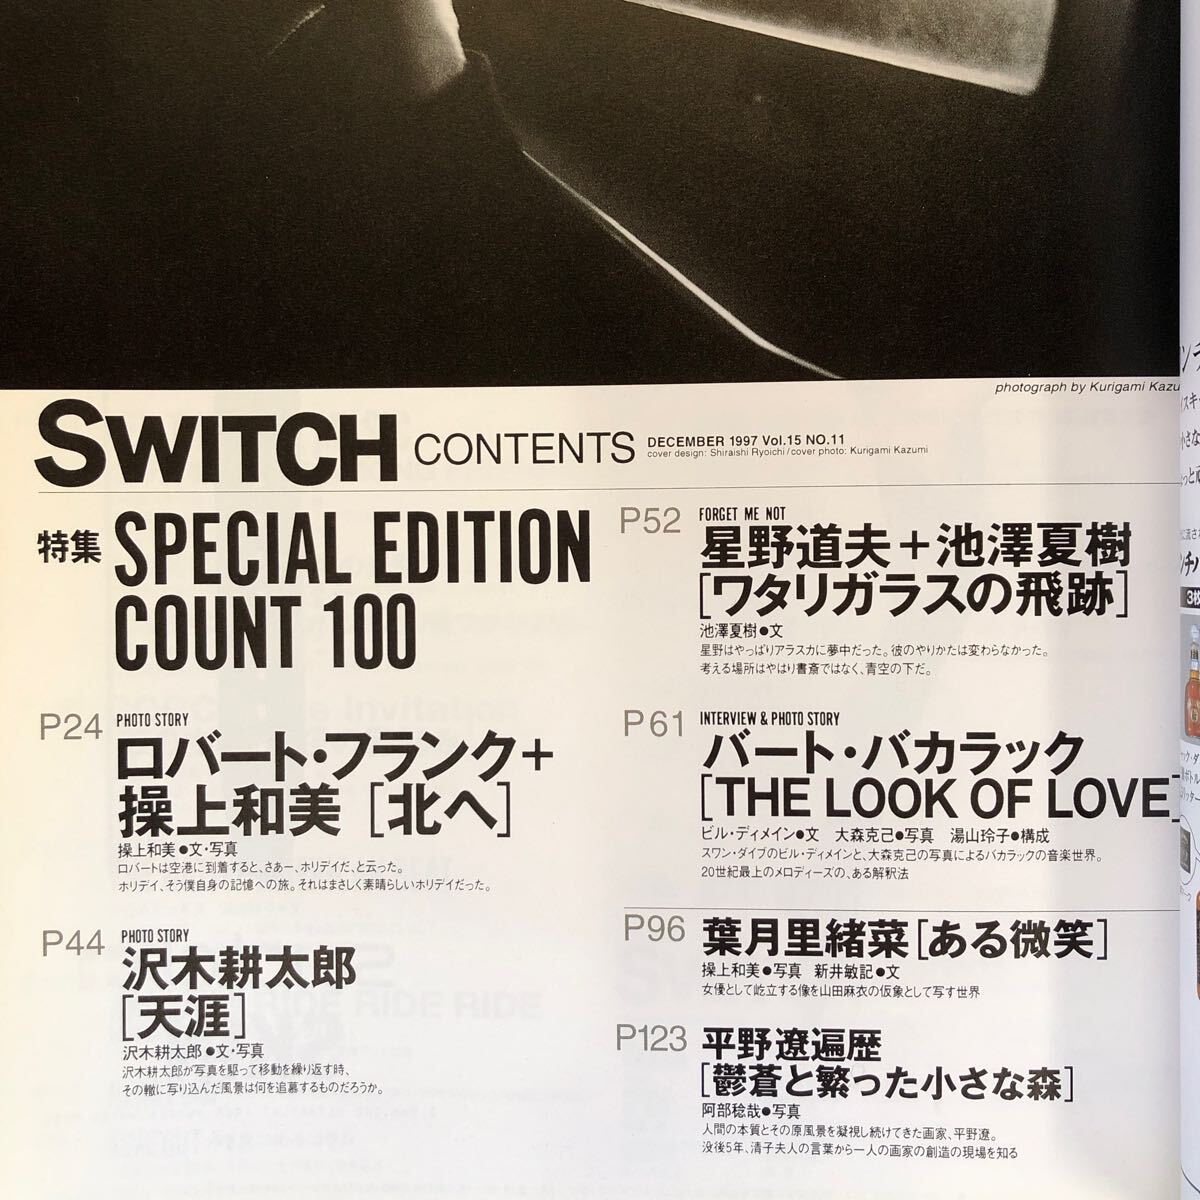 photograph by Kurigami Kazu
SWITCH CONTENTS DECEMBER 1997 Vol.15 NO.11
cover design: Shiraishi Ryoichi/cover photo: Kurigami Kazumi
特集 SPECIAL EDITION
COUNT 100
P24 PHOTO STORY
ロバート・フランク+
操上和美[北へ]
操上和美●文・写真
ロバートは空港に到着すると、さあー、ホリデイだ、と云った。
ホリデイ、そう僕自身の記憶への旅。それはまさしく素晴らしいホリデイだった。
P44 PHOTO STORY
沢木耕太郎
[天涯]
沢木耕太郎●文・写真
沢木耕太郎が写真を駆って移動を繰り返す時、
その轍に写り込んだ風景は何を追慕するものだろうか。
P52 FORGET ME NOT
星野道夫+池澤夏樹
[ワタリガラスの飛跡]
池澤夏樹●文
星野はやっぱりアラスカに夢中だった。彼のやりかたは変わらなかった。
考える場所はやはり書斎ではなく、青空の下だ。
P61 INTERVIEW & PHOTO STORY
バート・バカラック
[THE LOOK OF LOVE]
ビル・ディメイン●文 大森克己●写真 湯山玲子●構成
スワン・ダイブのビル・ディメインと、大森克己の写真によるバカラックの音楽世界。
20世紀最上のメロディーズの、ある解釈法
P96 葉月里緒菜[ある微笑]
操上和美●写真 新井敏記●文
女優として屹立する像を山田麻衣の仮象として写す世界
P123 平野遼遍歴
[鬱蒼と繁った小さな森]
阿部稔哉●写真
人間の本質とその原風景を凝視し続けてきた画家、平野遼。
没後5年、清子夫人の言葉から一人の画家の創造の現場を知る